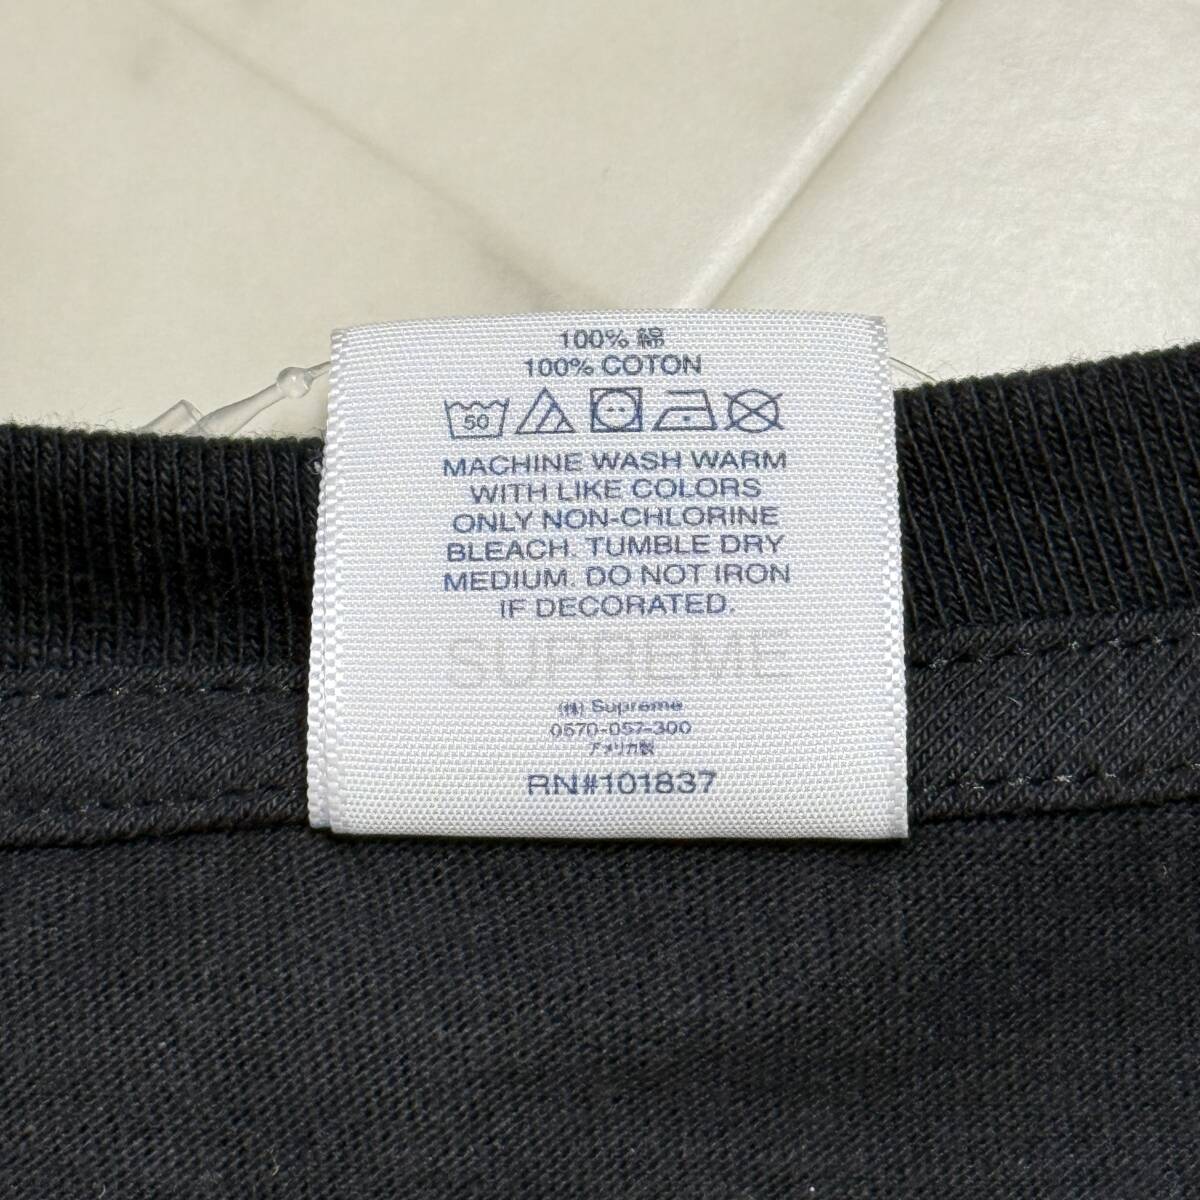 100% 綿
100% COTON
50
MACHINE WASH WARM
WITH LIKE COLORS
ONLY NON-CHLORINE
BLEACH. TUMBLE DRY
MEDIUM. DO NOT IRON
IF DECORATED.
SUPREME
(株) Supreme
0570-057-300
アメリカ製
RN#101837